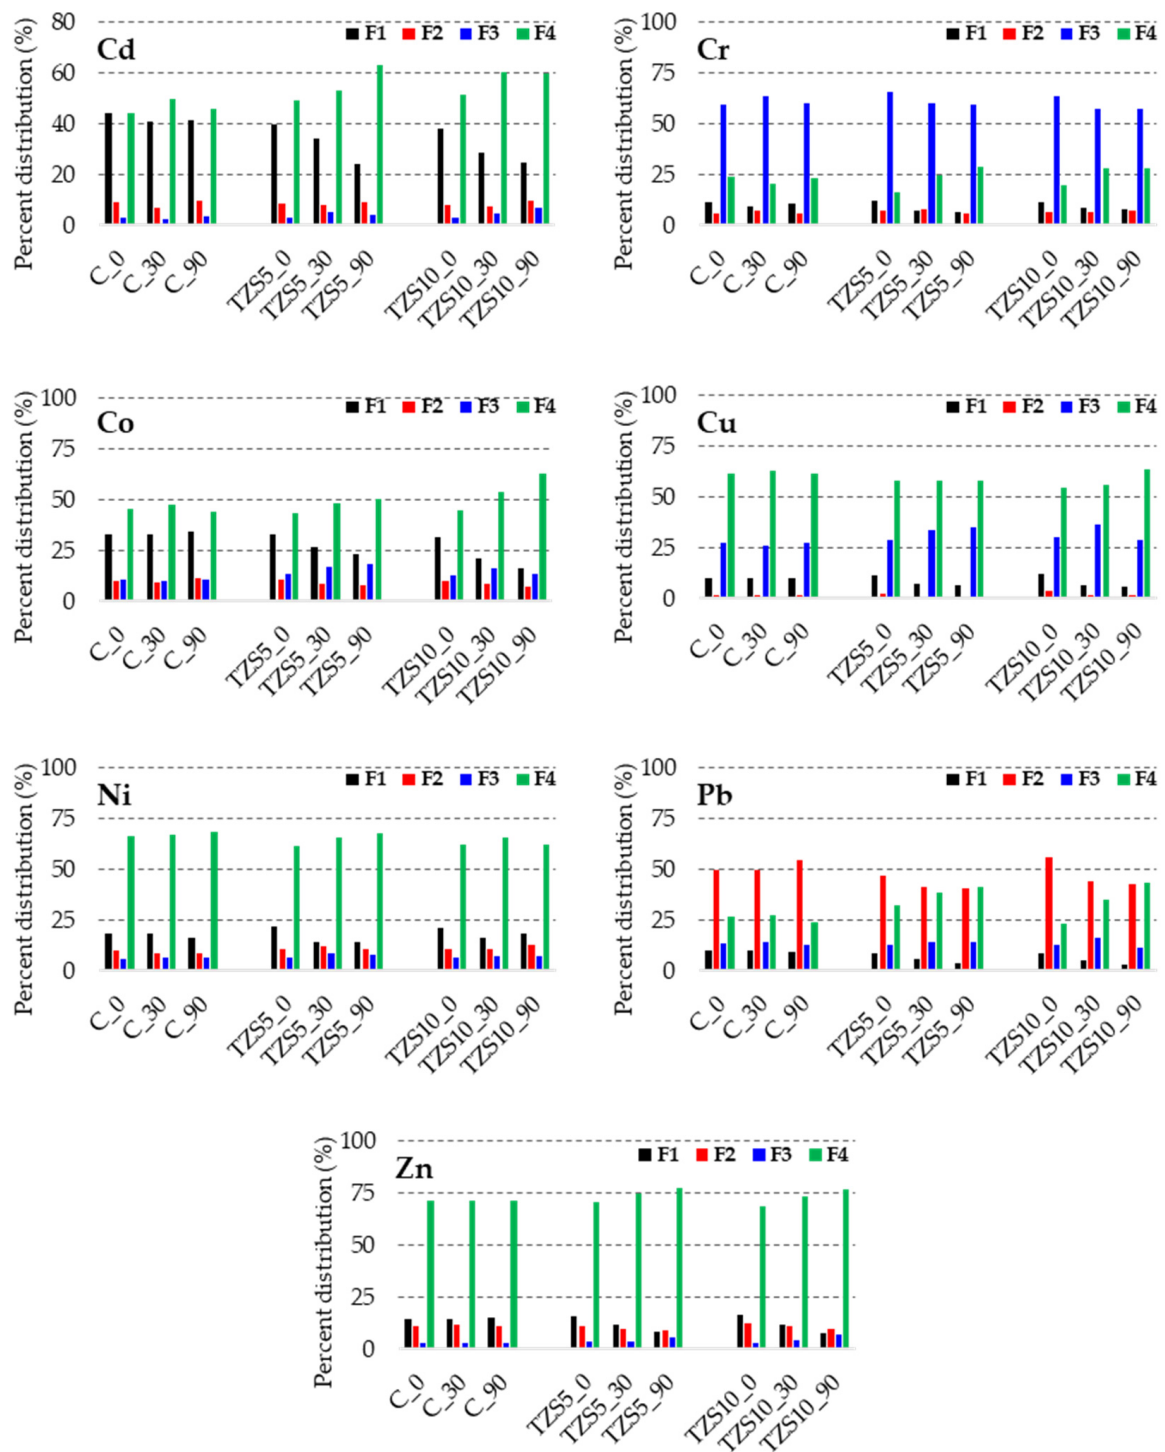 Percent distribution (%)
80
60
40
20
0
Cd
F1 F2 F3 F4
C_0 C_30 C_90 TZS5_0 TZS5_30 TZS5_90 TZS10_0 TZS10_30 TZS10_90
Percent distribution (%)
100
75
50
25
0
Cr
F1 F2 F3 F4
C_0 C_30 C_90 TZS5_0 TZS5_30 TZS5_90 TZS10_0 TZS10_30 TZS10_90
Percent distribution (%)
100
75
50
25
0
Co
F1 F2 F3 F4
C_0 C_30 C_90 TZS5_0 TZS5_30 TZS5_90 TZS10_0 TZS10_30 TZS10_90
Percent distribution (%)
100
75
50
25
0
Cu
F1 F2 F3 F4
C_0 C_30 C_90 TZS5_0 TZS5_30 TZS5_90 TZS10_0 TZS10_30 TZS10_90
Percent distribution (%)
100
75
50
25
0
Ni
F1 F2 F3 F4
C_0 C_30 C_90 TZS5_0 TZS5_30 TZS5_90 TZS10_0 TZS10_30 TZS10_90
Percent distribution (%)
100
75
50
25
0
Pb
F1 F2 F3 F4
C_0 C_30 C_90 TZS5_0 TZS5_30 TZS5_90 TZS10_0 TZS10_30 TZS10_90
Percent distribution (%)
100
75
50
25
0
Zn
F1 F2 F3 F4
C_0 C_30 C_90 TZS5_0 TZS5_30 TZS5_90 TZS10_0 TZS10_30 TZS10_90